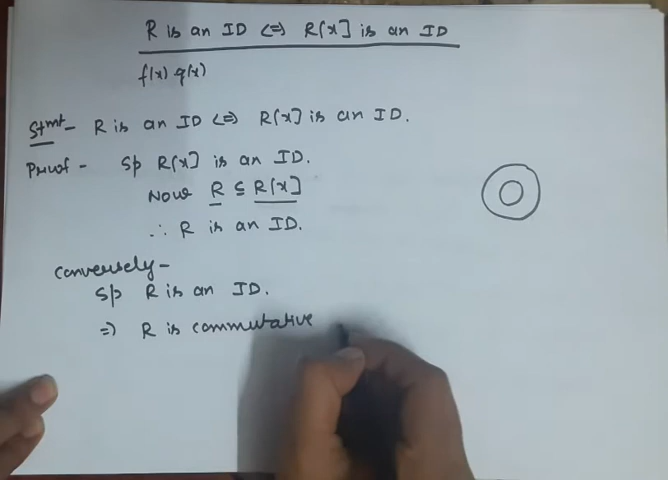 R is an ID <=> R[x] is an ID
f(x) g(x)
Stmt - R is an ID <=> R[x] is an ID.
Proof - Sp R[x] is an ID.
Now R ⊆ R[x]
∴ R is an ID.
Conversely -
Sp R is an ID.
=> R is commutative